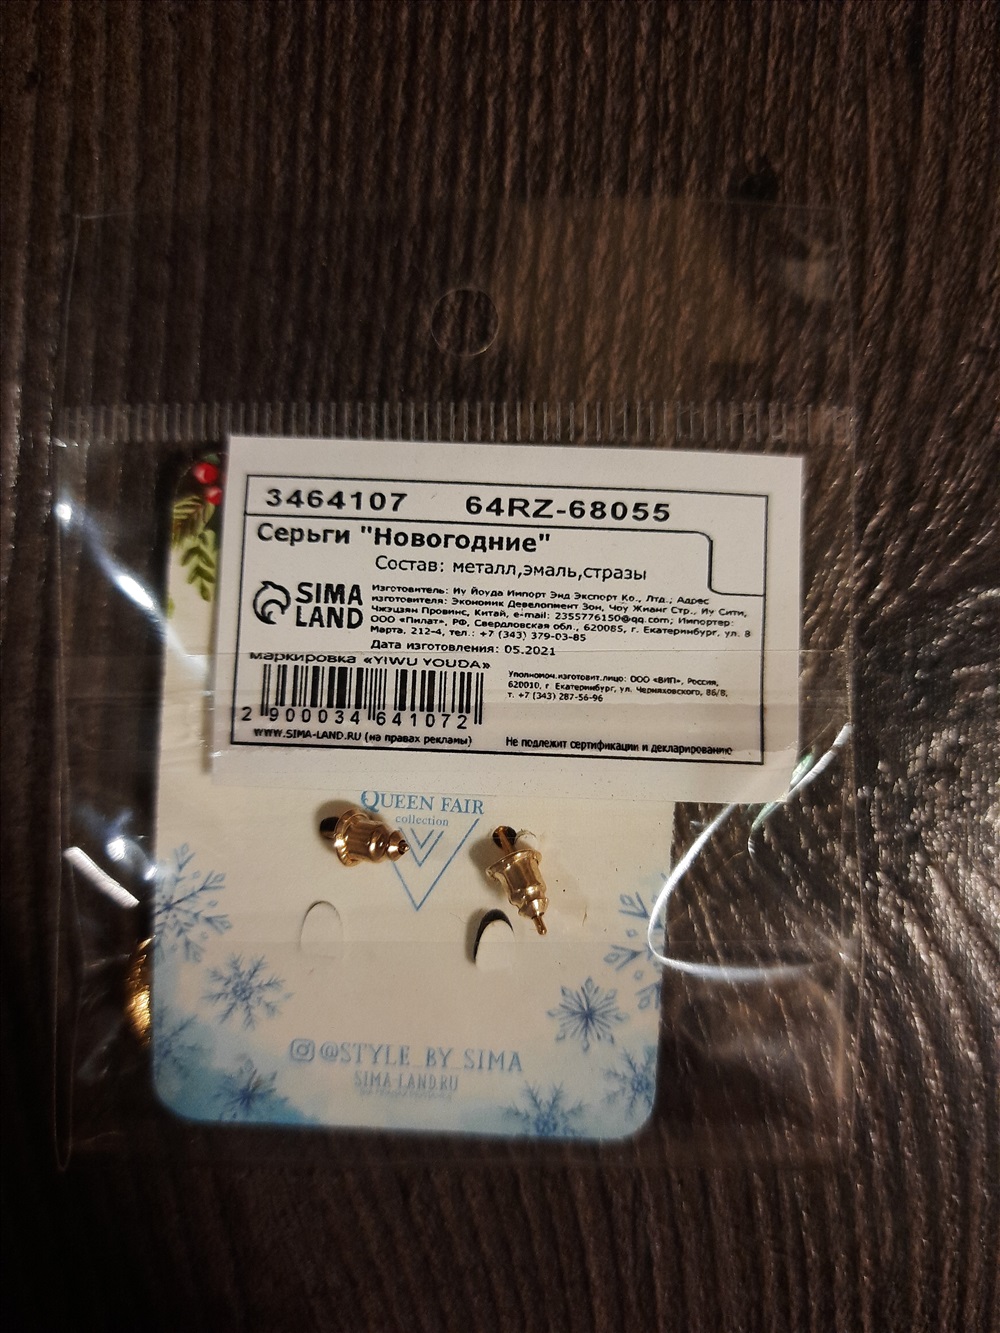 3464107 64RZ-68055
Серьги "Новогодние"
Состав: металл,эмаль,стразы
SIMA
LAND
Изготовитель: Иу Йоуда Импорт Энд Экспорт Ко., Лтд.; Адрес
изготовителя: Экономик Девелопмент Зон, Чоу Жианг Стр., Иу Сити,
Чжэцзян Провинс, Китай, e-mail: 2355776150@qq.com; Импортер:
ООО «Пилат», РФ, Свердловская обл., 620085, г. Екатеринбург, ул. 8
Марта, 212-4, тел.: +7 (343) 379-03-85
Дата изготовления: 05.2021
маркировка «YIWU YOUDA»
Уполномоч.изготовит.лицо: ООО «ВИП», Россия,
620010, г. Екатеринбург, ул. Черняховского, 86/8,
т. +7 (343) 287-56-96
2 900034 641072
WWW.SIMA-LAND.RU (на правах рекламы)
Не подлежит сертификации и декларированию
QUEEN FAIR
collection
@STYLE_BY_SIMA
SIMA-LAND.RU